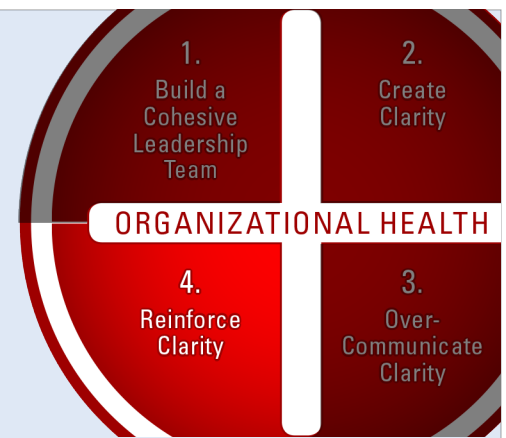 1.
Build a
Cohesive
Leadership
Team
2.
Create
Clarity
ORGANIZATIONAL HEALTH
4.
Reinforce
Clarity
3.
Over-
Communicate
Clarity